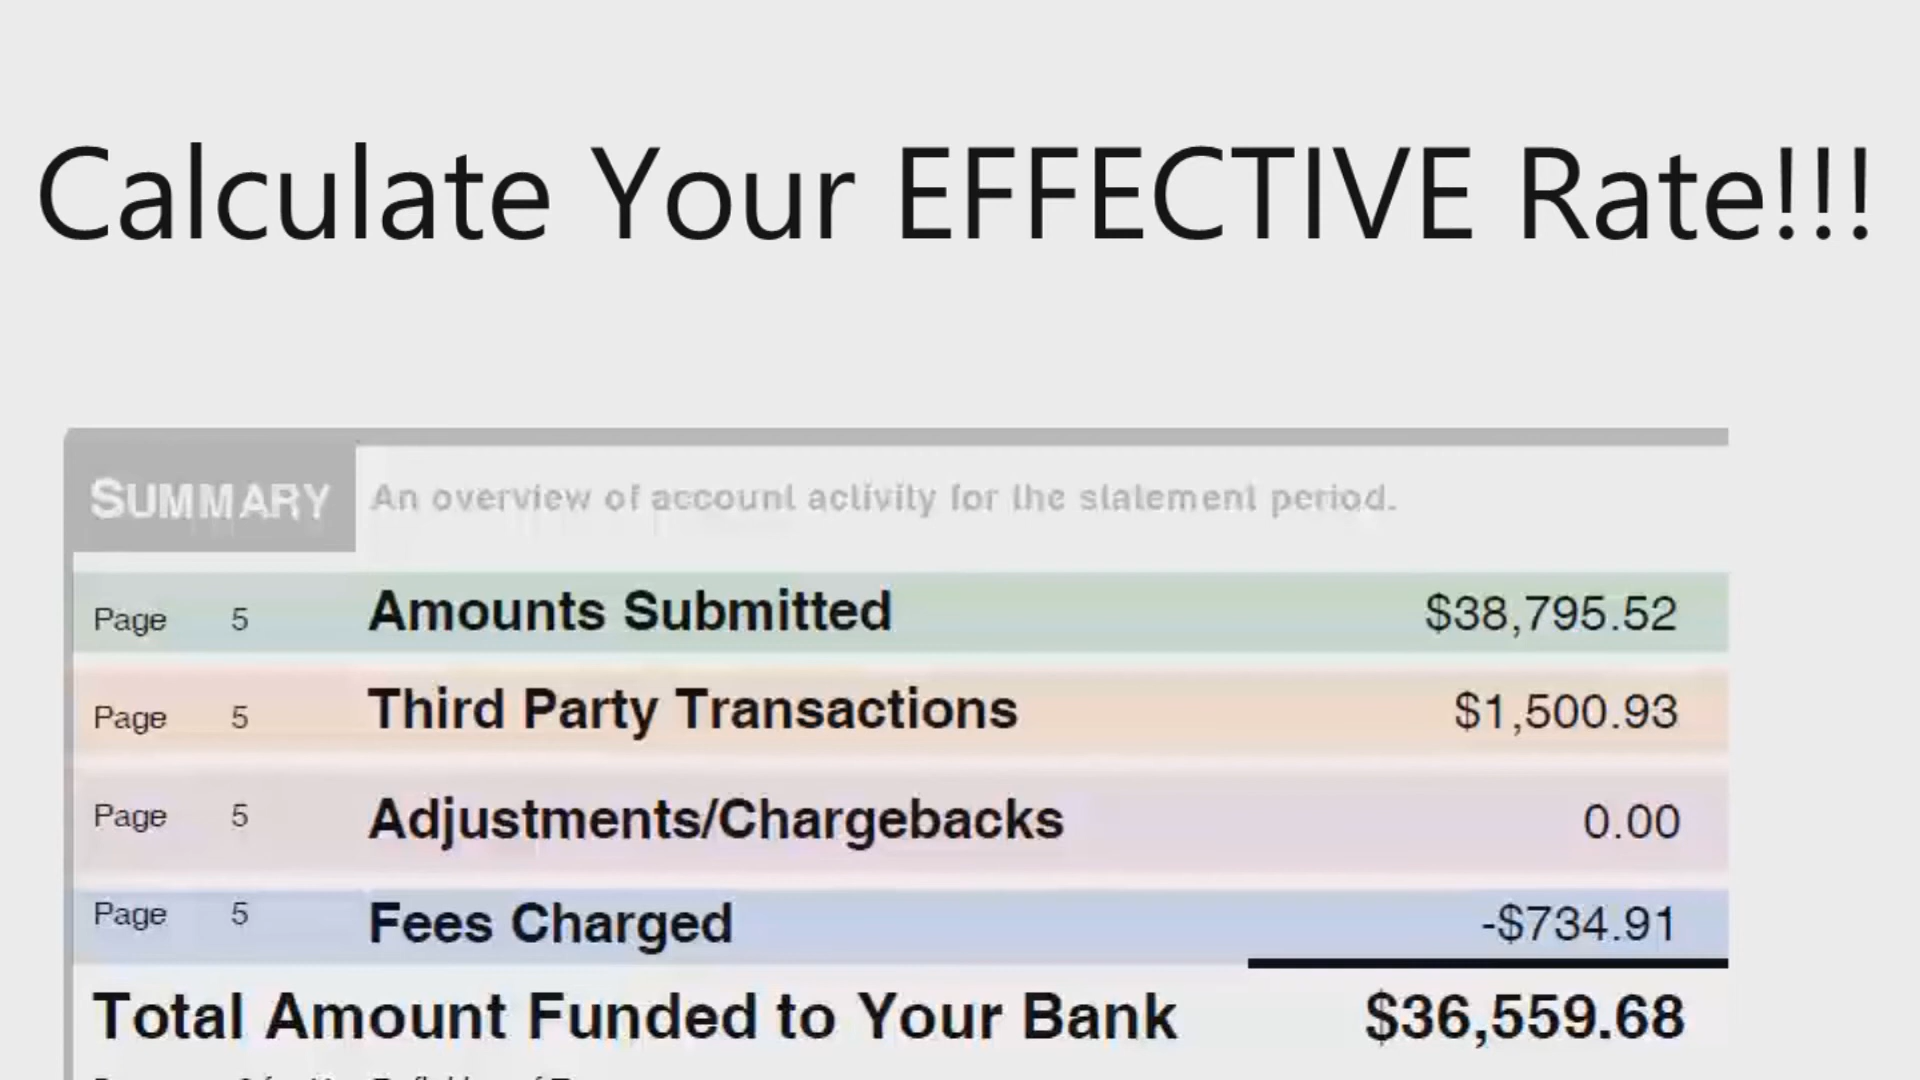 Calculate Your EFFECTIVE Rate!!!
SUMMARY An overview of account activity for the statement period.
Page 5 Amounts Submitted $38,795.52
Page 5 Third Party Transactions $1,500.93
Page 5 Adjustments/Chargebacks 0.00
Page 5 Fees Charged -$734.91
Total Amount Funded to Your Bank $36,559.68